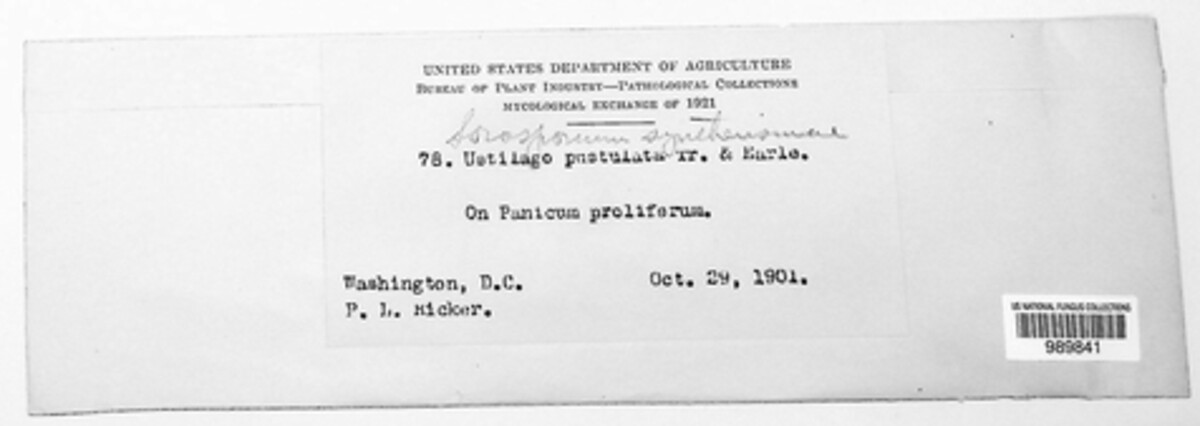 UNITED STATES DEPARTMENT OF AGRICULTURE
BUREAU OF PLANT INDUSTRY—PATHOLOGICAL COLLECTIONS
MYCOLOGICAL EXCHANGE OF 1921
Sorosporium syntherismae
78. Ustilago pustulata Tr. & Earle.
On Panicum proliferum.
Washington, D.C. Oct. 29, 1901.
P. L. Ricker.
US NATIONAL FUNGUS COLLECTIONS
989841